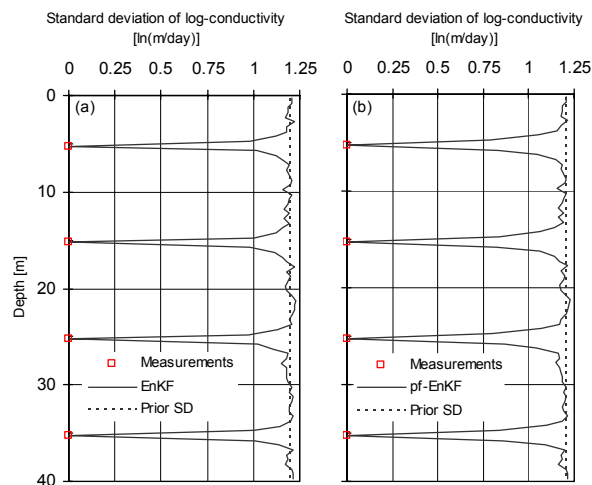 Standard deviation of log-conductivity
[ln(m/day)]
0 0.25 0.5 0.75 1 1.25
Standard deviation of log-conductivity
[ln(m/day)]
0 0.25 0.5 0.75 1 1.25
0
10
20
30
40
Depth [m]
(a)
Measurements
EnKF
Prior SD
(b)
Measurements
pf-EnKF
Prior SD